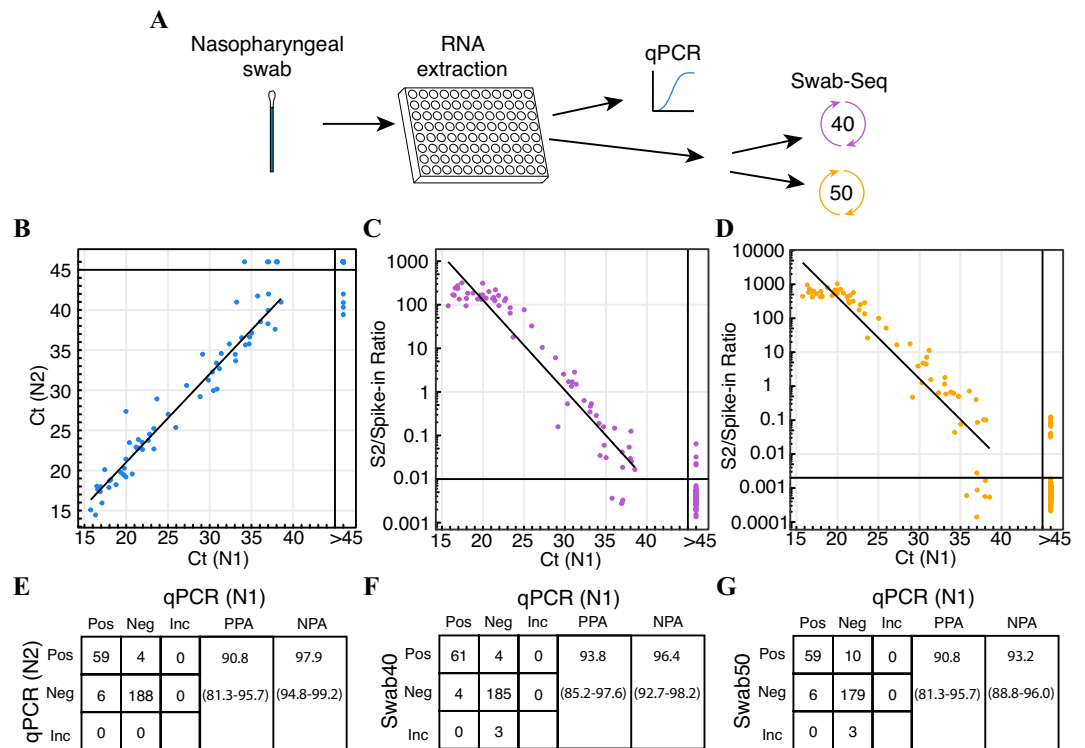 A
Nasopharyngeal
swab
RNA
extraction
qPCR
Swab-Seq
40
50
B
Ct (N2)
45
40
35
30
25
20
15
15
20
25
30
35
40
>45
Ct (N1)
C
S2/Spike-in Ratio
1000
100
10
1
0.1
0.01
0.001
15
20
25
30
35
40
>45
Ct (N1)
D
S2/Spike-in Ratio
10000
1000
100
10
1
0.1
0.01
0.001
0.0001
15
20
25
30
35
40
>45
Ct (N1)
E
qPCR (N1)
Pos Neg Inc PPA NPA
qPCR (N2)
Pos 59 4 0 90.8 97.9
Neg 6 188 0 (81.3-95.7) (94.8-99.2)
Inc 0 0
F
qPCR (N1)
Pos Neg Inc PPA NPA
Swab40
Pos 61 4 0 93.8 96.4
Neg 4 185 0 (85.2-97.6) (92.7-98.2)
Inc 0 3
G
qPCR (N1)
Pos Neg Inc PPA NPA
Swab50
Pos 59 10 0 90.8 93.2
Neg 6 179 0 (81.3-95.7) (88.8-96.0)
Inc 0 3